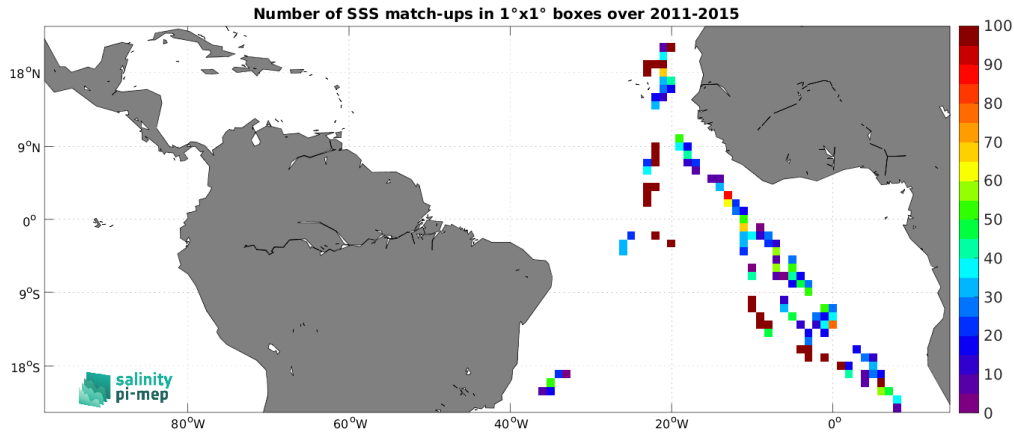 Number of SSS match-ups in 1°x1° boxes over 2011-2015
100
90
80
70
60
50
40
30
20
10
0
18°N
9°N
0°
9°S
18°S
80°W
60°W
40°W
20°W
0°
salinity
pi-mep